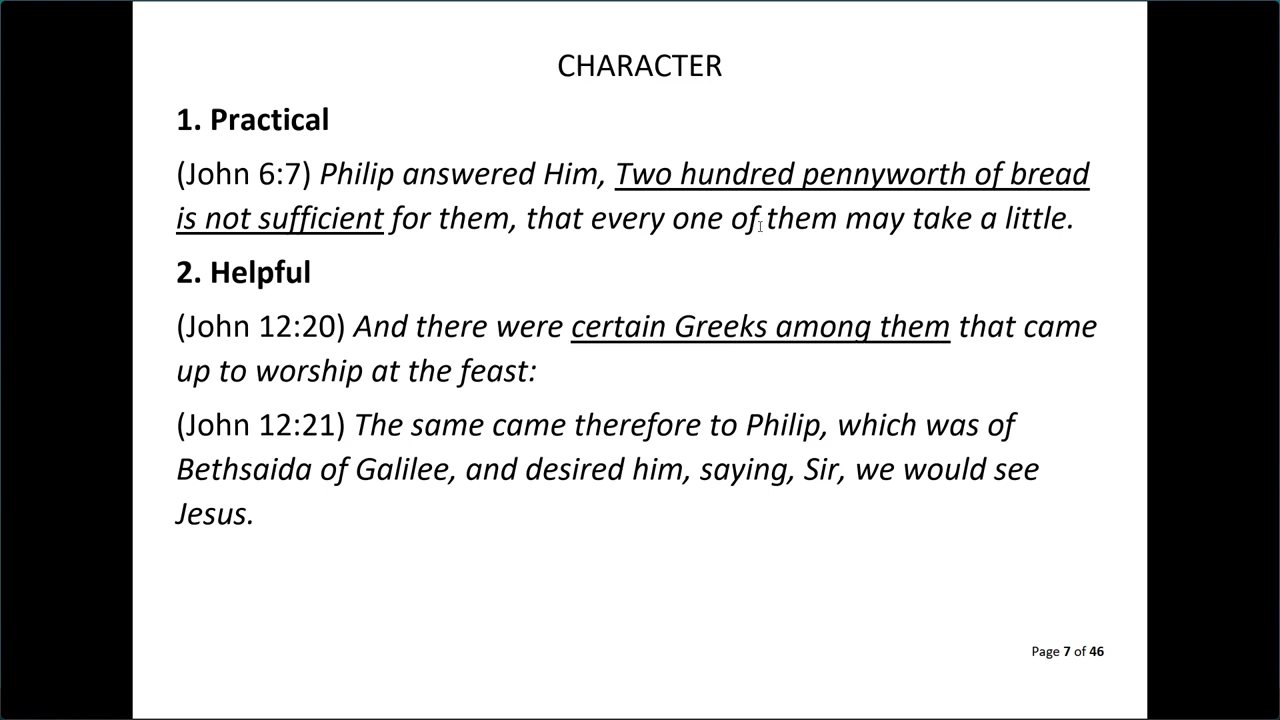 CHARACTER
1. Practical
(John 6:7) Philip answered Him, Two hundred pennyworth of bread
is not sufficient for them, that every one of them may take a little.
2. Helpful
(John 12:20) And there were certain Greeks among them that came
up to worship at the feast:
(John 12:21) The same came therefore to Philip, which was of
Bethsaida of Galilee, and desired him, saying, Sir, we would see
Jesus.
Page 7 of 46